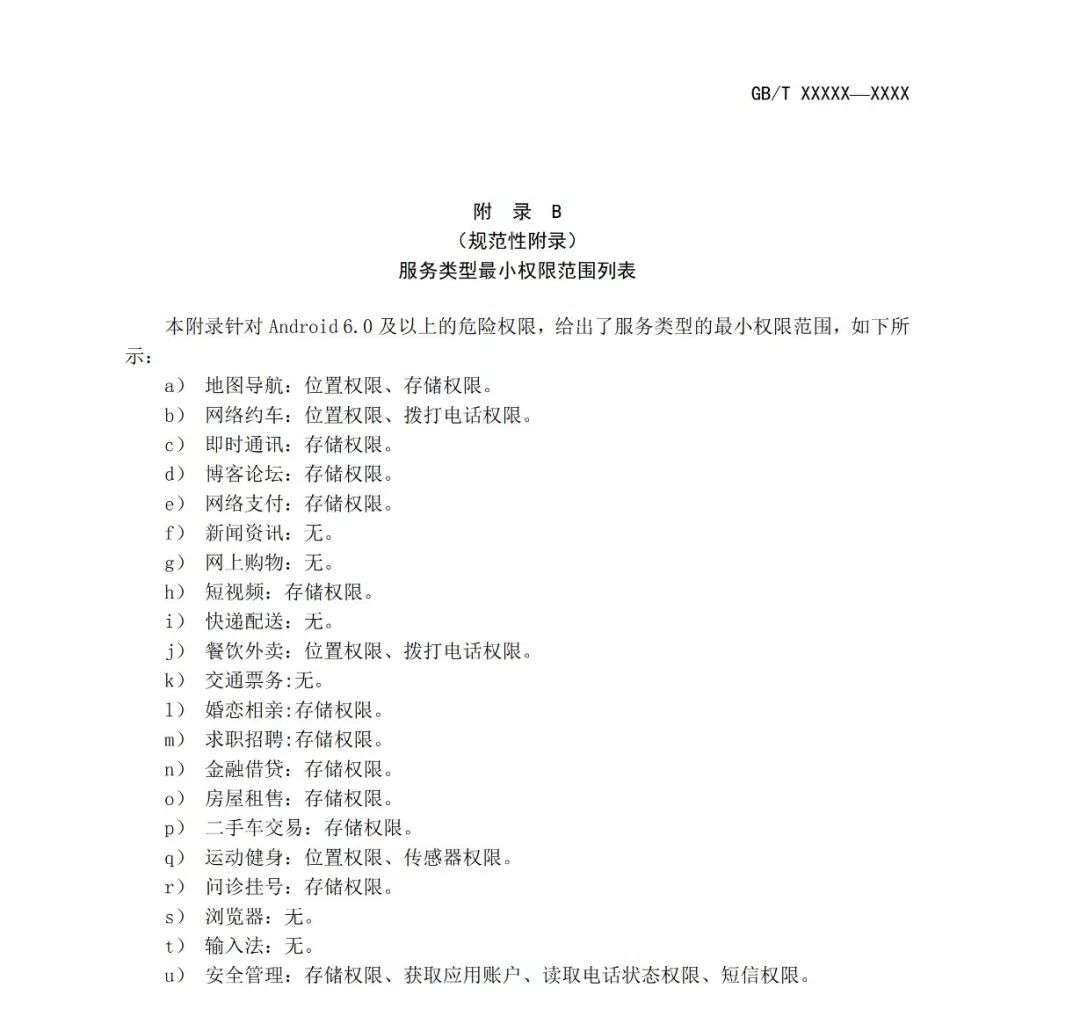 GB/T XXXXX—XXXX
附 录 B
（规范性附录）
服务类型最小权限范围列表
本附录针对 Android 6.0 及以上的危险权限，给出了服务类型的最小权限范围，如下所
示：
a） 地图导航：位置权限、存储权限。
b） 网络约车：位置权限、拨打电话权限。
c） 即时通讯：存储权限。
d） 博客论坛：存储权限。
e） 网络支付：存储权限。
f） 新闻资讯：无。
g） 网上购物：无。
h） 短视频：存储权限。
i） 快递配送：无。
j） 餐饮外卖：位置权限、拨打电话权限。
k） 交通票务:无。
l） 婚恋相亲:存储权限。
m） 求职招聘:存储权限。
n） 金融借贷：存储权限。
o） 房屋租售：存储权限。
p） 二手车交易：存储权限。
q） 运动健身：位置权限、传感器权限。
r） 问诊挂号：存储权限。
s） 浏览器：无。
t） 输入法：无。
u） 安全管理：存储权限、获取应用账户、读取电话状态权限、短信权限。